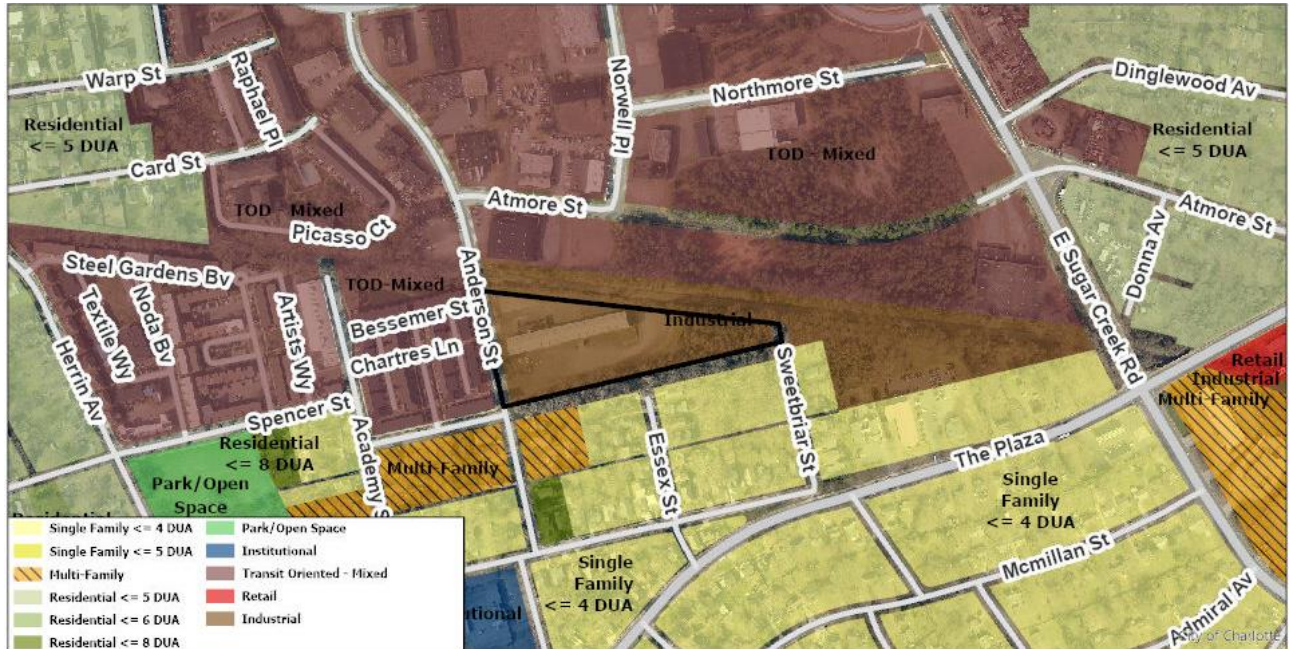 Warp St
Raphael Pl
Norwell Pl
Northmore St
Dinglewood Av
Residential
<= 5 DUA
Residential
<= 5 DUA
TOD - Mixed
Card St
TOD - Mixed
Atmore St
Atmore St
Picasso Ct
E Sugar Creek Rd
Donna Av
Steel Gardens Bv
TOD-Mixed
Anderson St
Textile Wy
Noda Bv
Artists Wy
Bessemer St
Industrial
Chartres Ln
Herrin Av
Sweetbriar St
Retail
Industrial
Multi-Family
Spencer St
Academy S
Residential
<= 8 DUA
Multi-Family
Essex St
The Plaza
Park/Open
Space
Single
Family
<= 4 DUA
Mcmillan St
Single
Family
<= 4 DUA
Admiral Av
Single Family <= 4 DUA
Single Family <= 5 DUA
Multi-Family
Residential <= 5 DUA
Residential <= 6 DUA
Residential <= 8 DUA
Park/Open Space
Institutional
Transit Oriented - Mixed
Retail
Industrial
utional
City of Charlotte